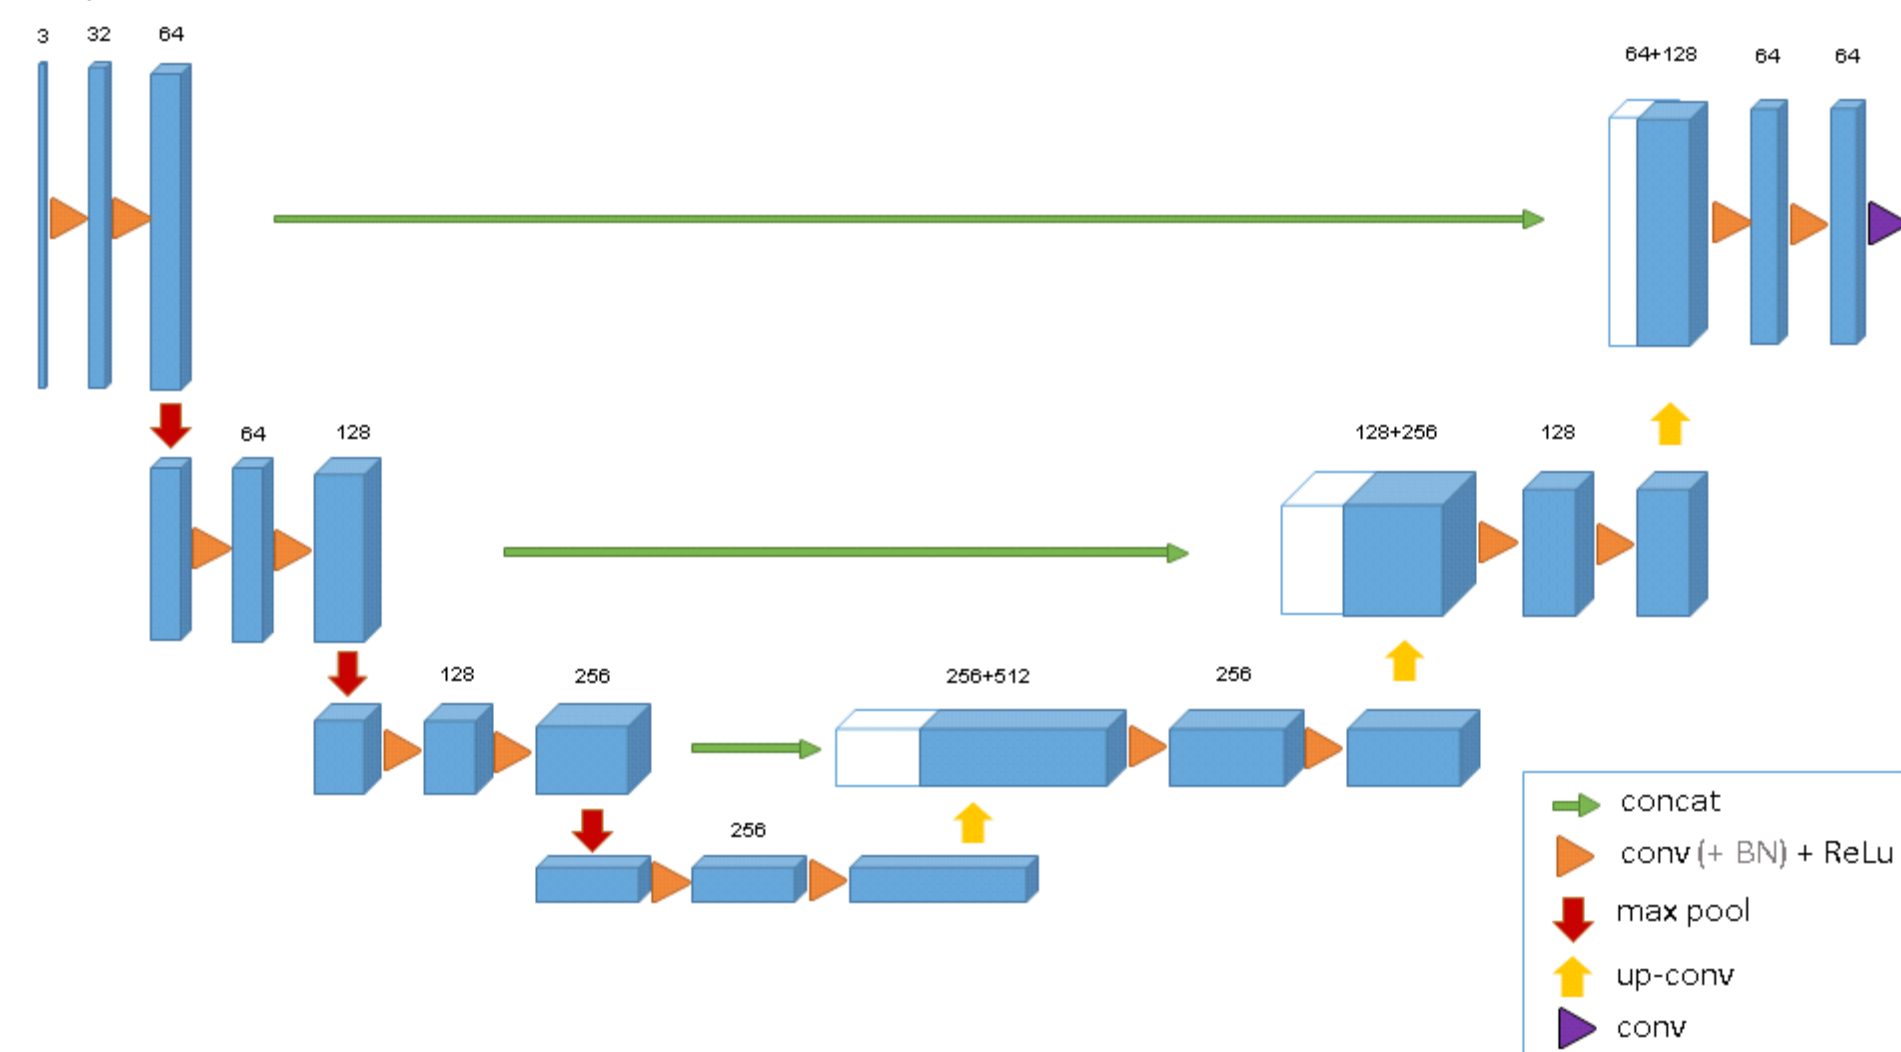 3 32 64
64+128 64 64
64 128
128+256 128
128 256
256+512 256
256
concat
conv (+ BN) + ReLu
max pool
up-conv
conv